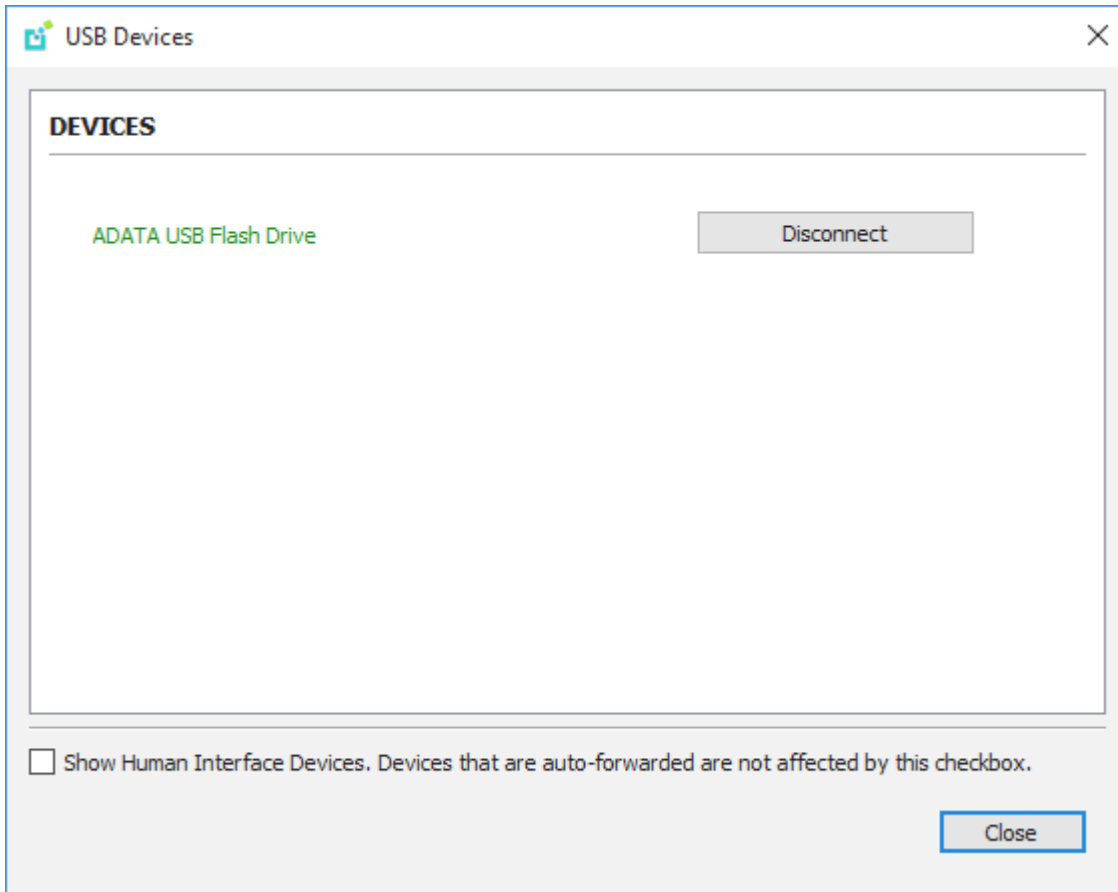 USB Devices
DEVICES
ADATA USB Flash Drive
Disconnect
Show Human Interface Devices. Devices that are auto-forwarded are not affected by this checkbox.
Close